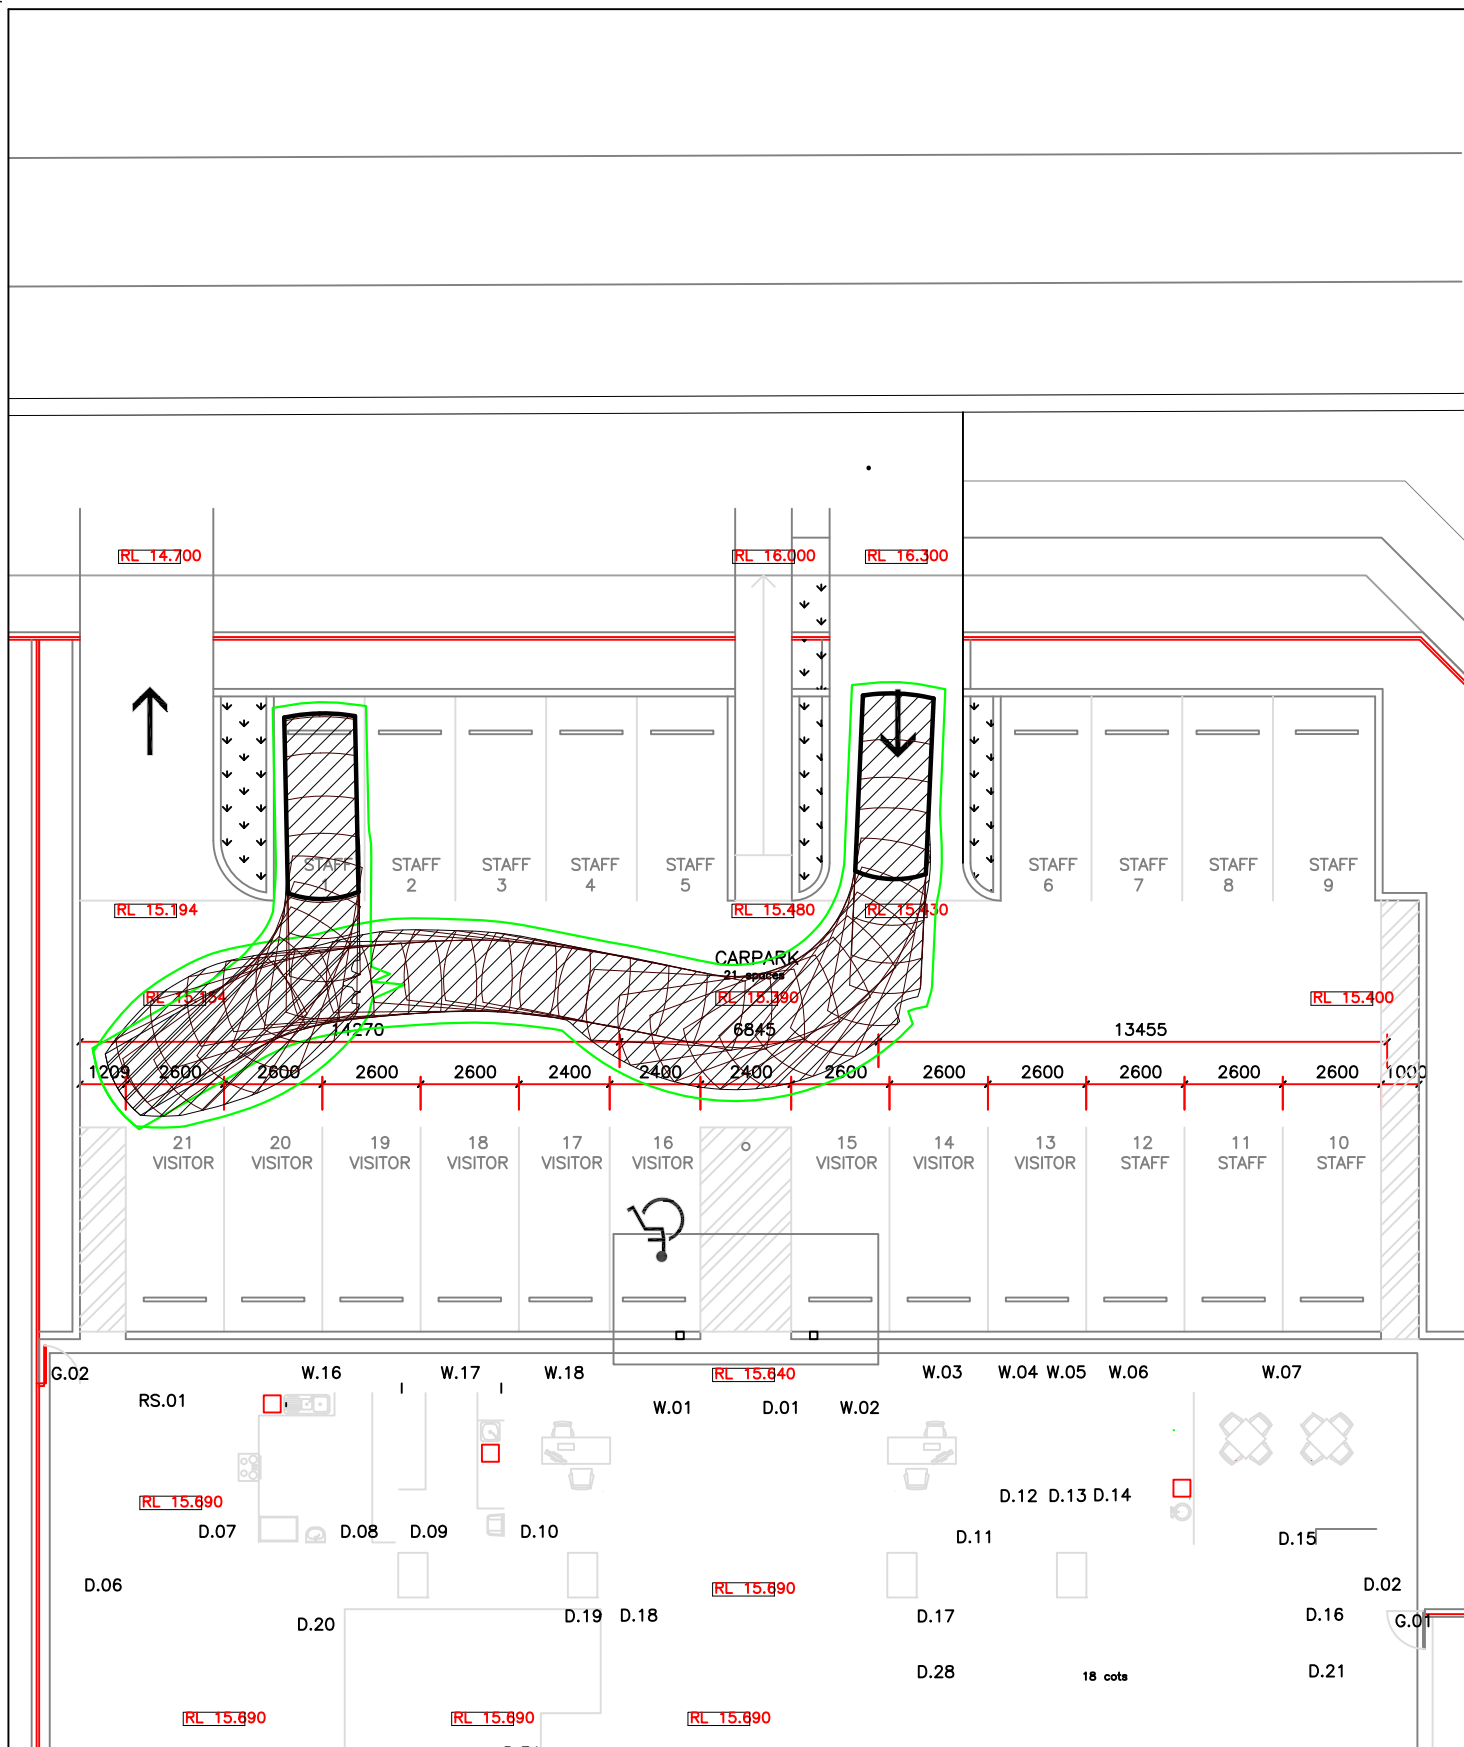 RL 14.700
RL 16.000
RL 16.300
STAFF
1
STAFF
2
STAFF
3
STAFF
4
STAFF
5
STAFF
6
STAFF
7
STAFF
8
STAFF
9
RL 15.194
RL 15.480
RL 15.430
CARPARK
21 spaces
RL 15.154
RL 15.390
RL 15.400
14270
6845
13455
1209
2600
2600
2600
2600
2400
2400
2400
2600
2600
2600
2600
2600
2600
1000
21
VISITOR
20
VISITOR
19
VISITOR
18
VISITOR
17
VISITOR
16
VISITOR
15
VISITOR
14
VISITOR
13
VISITOR
12
STAFF
11
STAFF
10
STAFF
G.02
W.16
W.17
W.18
RL 15.640
W.03
W.04
W.05
W.06
W.07
RS.01
W.01
D.01
W.02
RL 15.690
D.12
D.13
D.14
D.07
D.08
D.09
D.10
D.11
D.15
D.06
RL 15.690
D.02
D.20
D.19
D.18
D.17
D.16
G.01
D.28
18 cots
D.21
RL 15.690
RL 15.690
RL 15.690